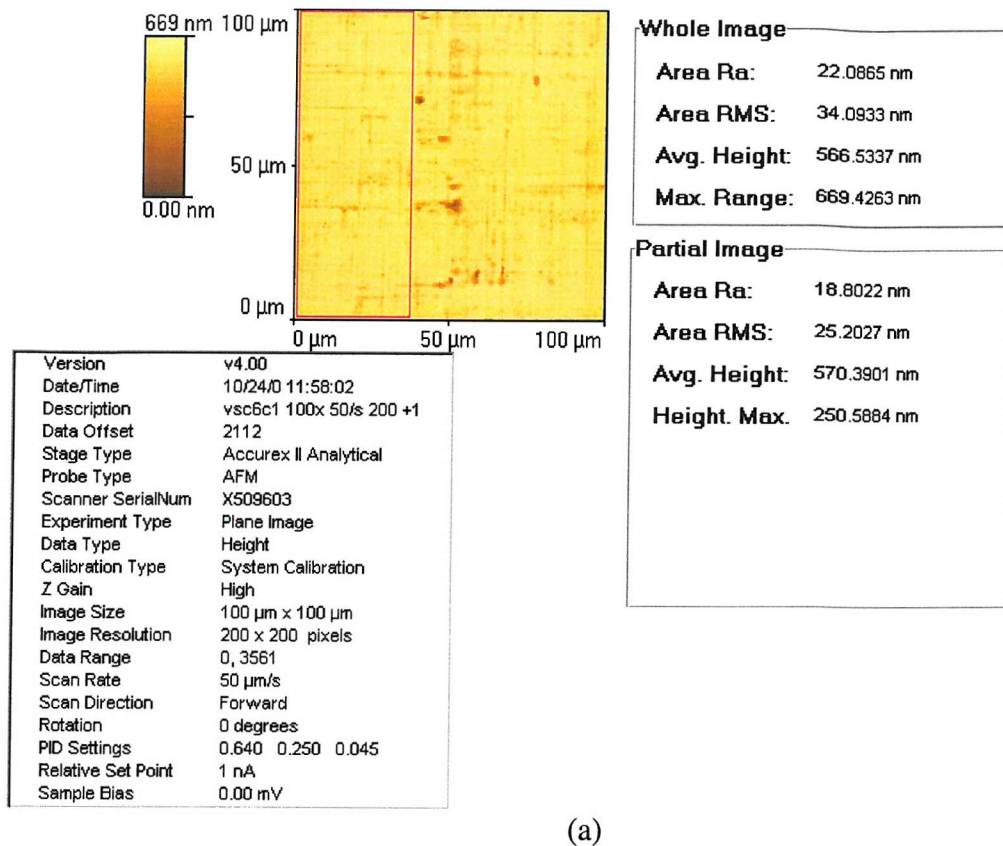 669 nm
0.00 nm
100 µm
50 µm
0 µm
0 µm 50 µm 100 µm
Whole Image
Area Ra: 22.0865 nm
Area RMS: 34.0933 nm
Avg. Height: 566.5337 nm
Max. Range: 669.4263 nm
Partial Image
Area Ra: 18.8022 nm
Area RMS: 25.2027 nm
Avg. Height: 570.3901 nm
Height. Max. 250.5884 nm
Version v4.00
Date/Time 10/24/0 11:58:02
Description vsc6c1 100x 50/s 200 +1
Data Offset 2112
Stage Type Accurex II Analytical
Probe Type AFM
Scanner SerialNum X509603
Experiment Type Plane Image
Data Type Height
Calibration Type System Calibration
Z Gain High
Image Size 100 µm x 100 µm
Image Resolution 200 x 200 pixels
Data Range 0, 3561
Scan Rate 50 µm/s
Scan Direction Forward
Rotation 0 degrees
PID Settings 0.640 0.250 0.045
Relative Set Point 1 nA
Sample Bias 0.00 mV
(a)